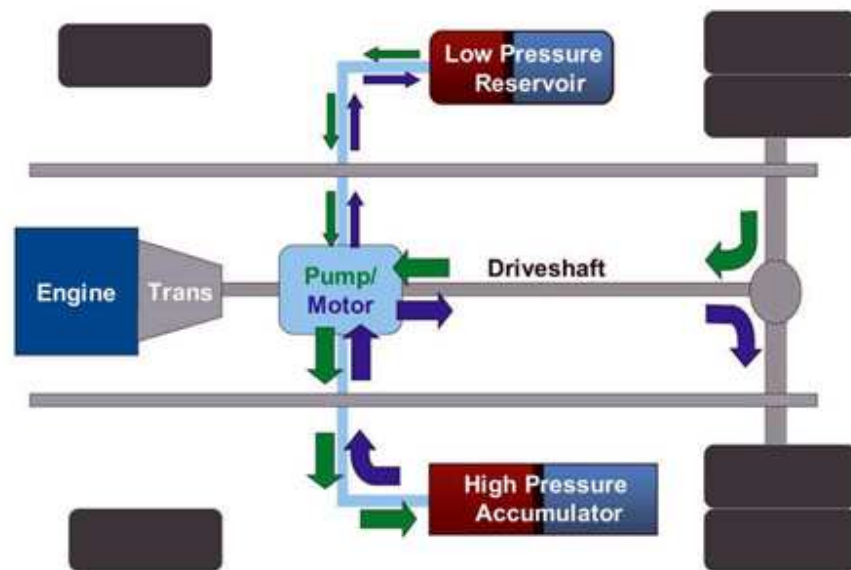 Low Pressure
Reservoir
Engine
Trans
Pump/
Motor
Driveshaft
High Pressure
Accumulator